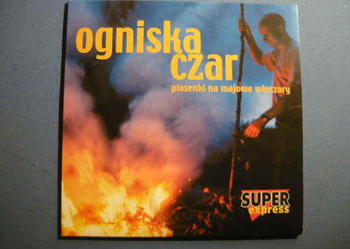 ogniska
czar
piosenki na majowe wieczory
SUPER
express